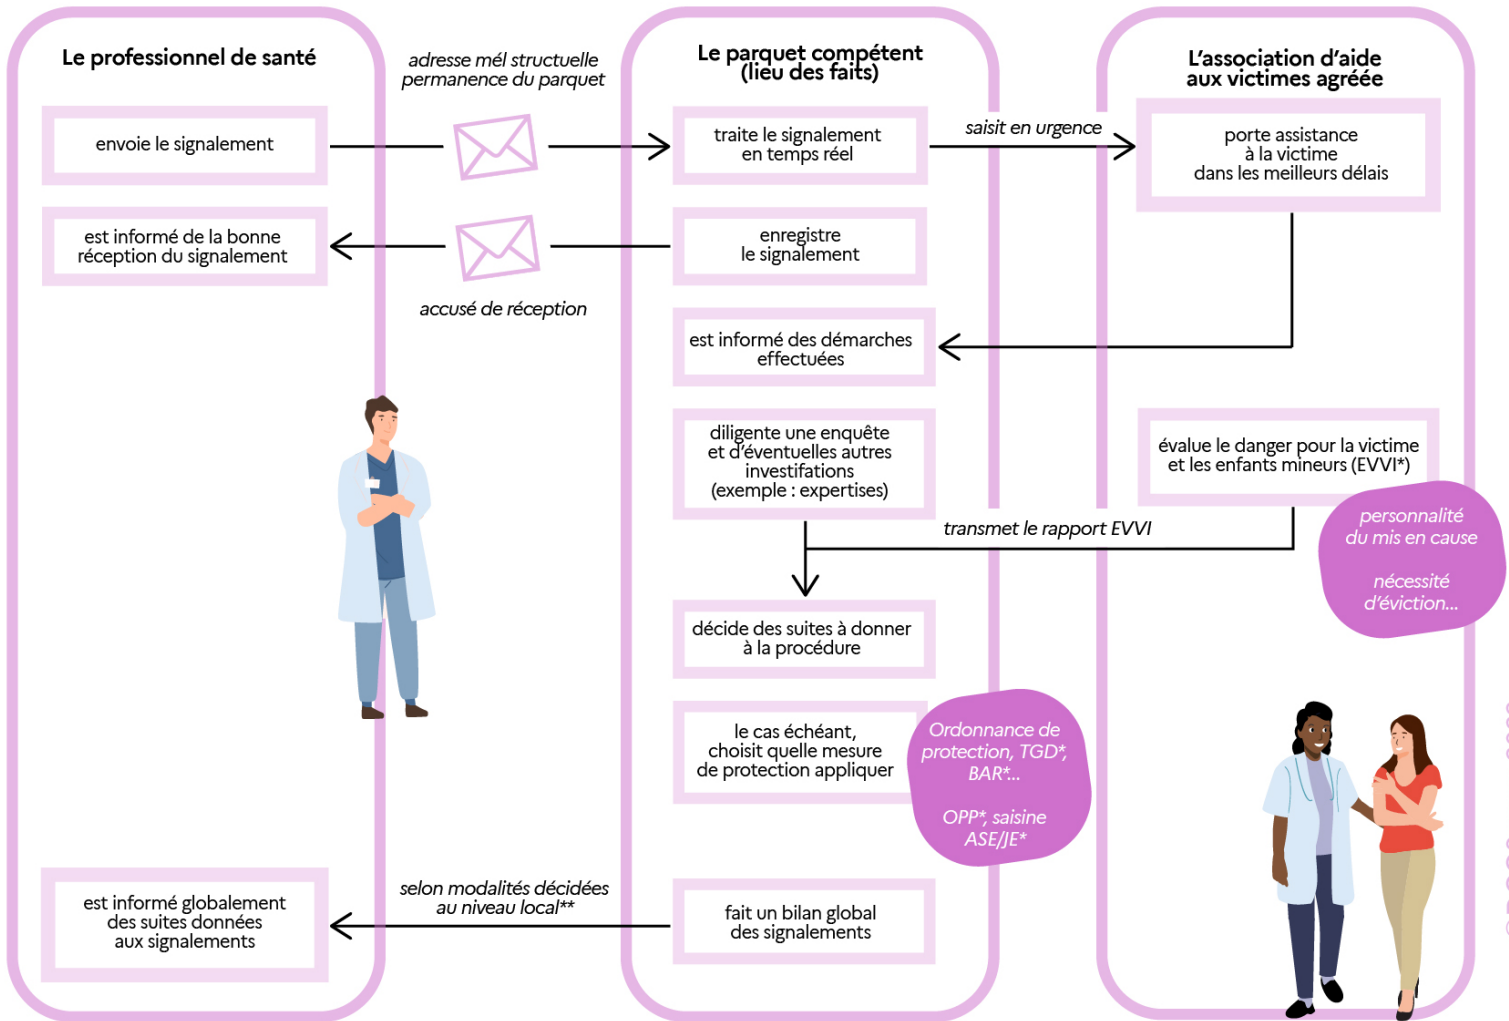 Le professionnel de santé
adresse mél structuelle
permanence du parquet
Le parquet compétent
(lieu des faits)
L'association d'aide
aux victimes agréée
envoie le signalement
traite le signalement
en temps réel
saisit en urgence
porte assistance
à la victime
dans les meilleurs délais
est informé de la bonne
réception du signalement
accusé de réception
enregistre
le signalement
est informé des démarches
effectuées
diligente une enquête
et d'éventuelles autres
investifations
(exemple : expertises)
évalue le danger pour la victime
et les enfants mineurs (EVVI*)
personnalité
du mis en cause
nécessité
d'éviction...
transmet le rapport EVVI
décide des suites à donner
à la procédure
le cas échéant,
choisit quelle mesure
de protection appliquer
Ordonnance de
protection, TGD*,
BAR*...
OPP*, saisine
ASE/JE*
est informé globalement
des suites données
aux signalements
selon modalités décidées
au niveau local**
fait un bilan global
des signalements